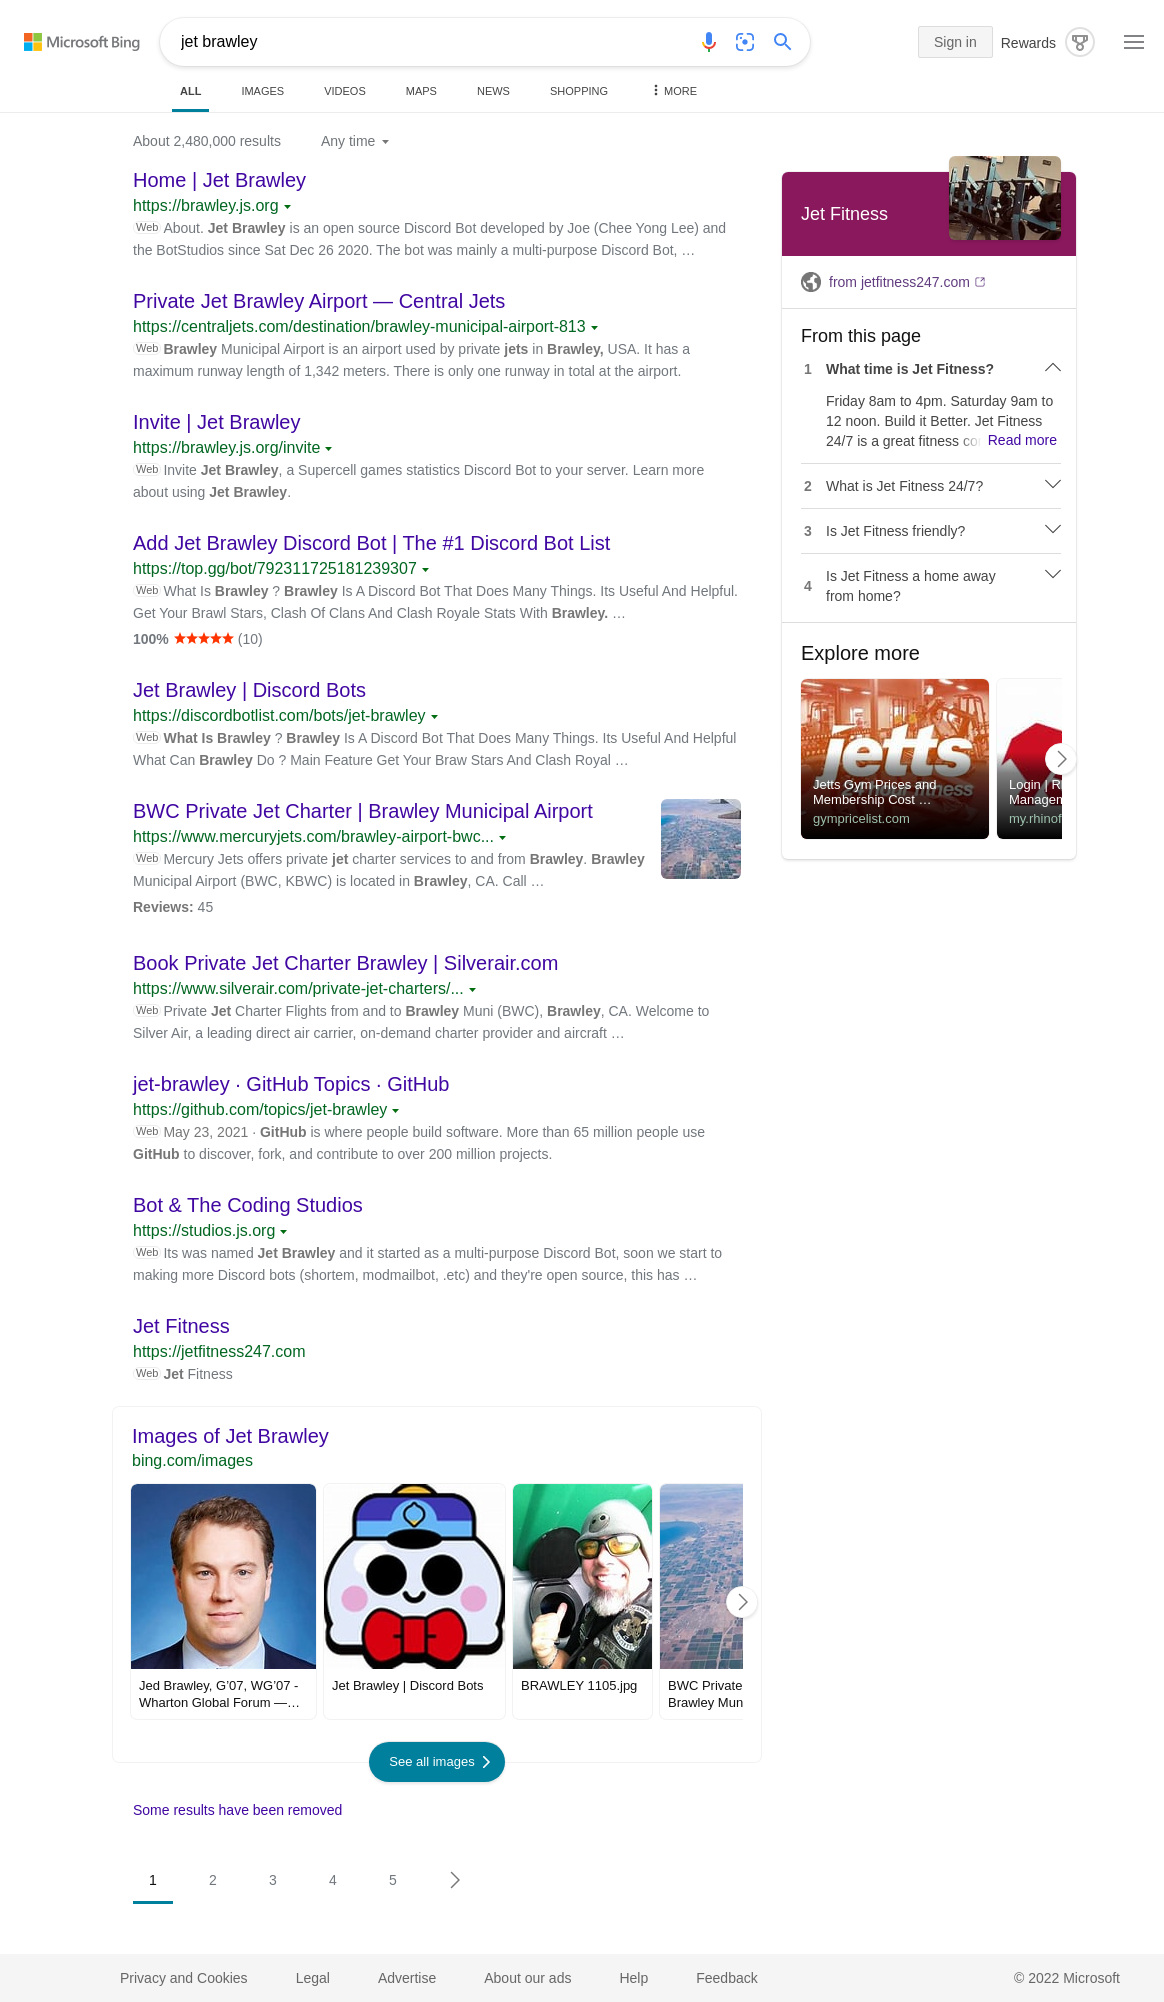 Microsoft Bing
jet brawley
Sign in
Rewards
ALL
IMAGES
VIDEOS
MAPS
NEWS
SHOPPING
MORE
About 2,480,000 results
Any time
Home | Jet Brawley
https://brawley.js.org
Web About. Jet Brawley is an open source Discord Bot developed by Joe (Chee Yong Lee) and
the BotStudios since Sat Dec 26 2020. The bot was mainly a multi-purpose Discord Bot, …
Private Jet Brawley Airport — Central Jets
https://centraljets.com/destination/brawley-municipal-airport-813
Web Brawley Municipal Airport is an airport used by private jets in Brawley, USA. It has a
maximum runway length of 1,342 meters. There is only one runway in total at the airport.
Invite | Jet Brawley
https://brawley.js.org/invite
Web Invite Jet Brawley, a Supercell games statistics Discord Bot to your server. Learn more
about using Jet Brawley.
Add Jet Brawley Discord Bot | The #1 Discord Bot List
https://top.gg/bot/792311725181239307
Web What Is Brawley ? Brawley Is A Discord Bot That Does Many Things. Its Useful And Helpful.
Get Your Brawl Stars, Clash Of Clans And Clash Royale Stats With Brawley. …
100% ★★★★★ (10)
Jet Brawley | Discord Bots
https://discordbotlist.com/bots/jet-brawley
Web What Is Brawley ? Brawley Is A Discord Bot That Does Many Things. Its Useful And Helpful
What Can Brawley Do ? Main Feature Get Your Braw Stars And Clash Royal …
BWC Private Jet Charter | Brawley Municipal Airport
https://www.mercuryjets.com/brawley-airport-bwc...
Web Mercury Jets offers private jet charter services to and from Brawley. Brawley
Municipal Airport (BWC, KBWC) is located in Brawley, CA. Call …
Reviews: 45
Book Private Jet Charter Brawley | Silverair.com
https://www.silverair.com/private-jet-charters/...
Web Private Jet Charter Flights from and to Brawley Muni (BWC), Brawley, CA. Welcome to
Silver Air, a leading direct air carrier, on-demand charter provider and aircraft …
jet-brawley · GitHub Topics · GitHub
https://github.com/topics/jet-brawley
Web May 23, 2021 · GitHub is where people build software. More than 65 million people use
GitHub to discover, fork, and contribute to over 200 million projects.
Bot & The Coding Studios
https://studios.js.org
Web Its was named Jet Brawley and it started as a multi-purpose Discord Bot, soon we start to
making more Discord bots (shortem, modmailbot, .etc) and they're open source, this has …
Jet Fitness
https://jetfitness247.com
Web Jet Fitness
Images of Jet Brawley
bing.com/images
Jed Brawley, G'07, WG'07 -
Wharton Global Forum —…
Jet Brawley | Discord Bots
BRAWLEY 1105.jpg
BWC Private
Brawley Mun
See all images
Some results have been removed
1
2
3
4
5
Jet Fitness
from jetfitness247.com
From this page
1 What time is Jet Fitness?
Friday 8am to 4pm. Saturday 9am to
12 noon. Build it Better. Jet Fitness
24/7 is a great fitness co Read more
2 What is Jet Fitness 24/7?
3 Is Jet Fitness friendly?
4 Is Jet Fitness a home away
from home?
Explore more
jetts
24 hour fitness
Jetts Gym Prices and
Membership Cost …
gympricelist.com
Login | R
Managem
my.rhinof
Privacy and Cookies
Legal
Advertise
About our ads
Help
Feedback
© 2022 Microsoft